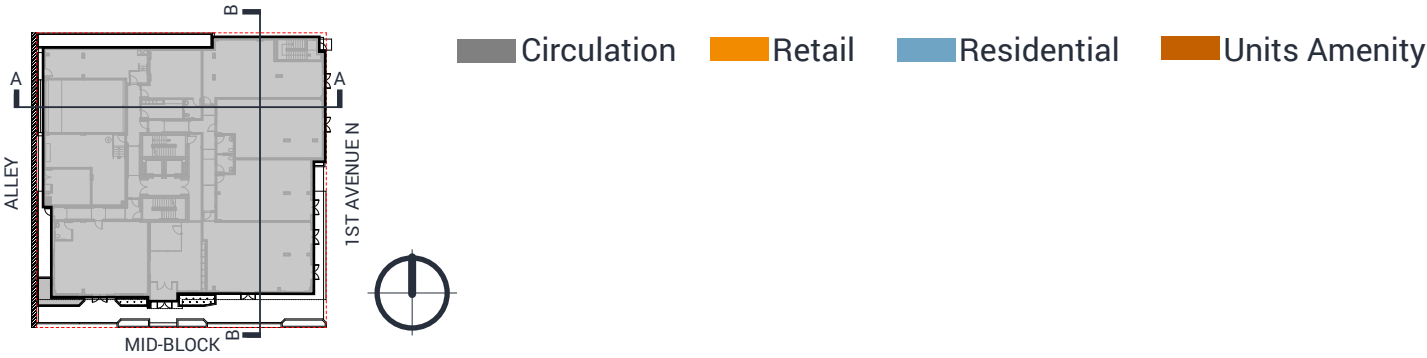 B
Circulation
Retail
Residential
Units Amenity
A
A
ALLEY
1ST AVENUE N
B
MID-BLOCK